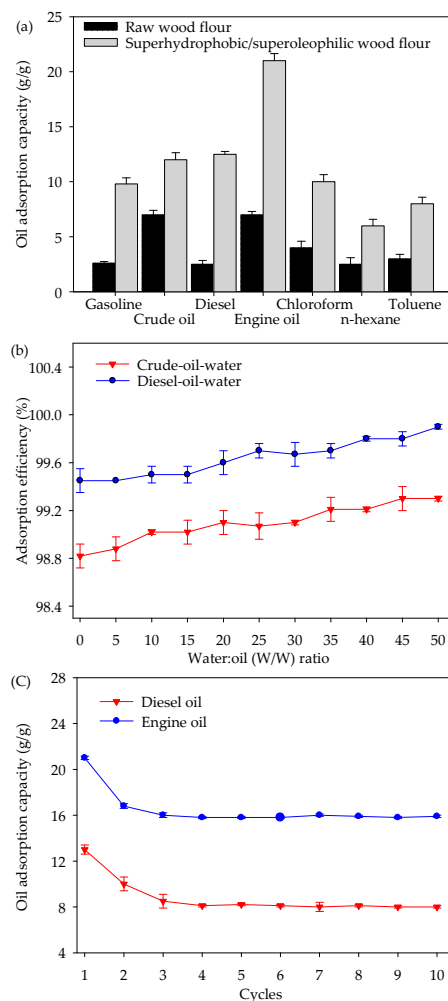 (a)
Raw wood flour
Superhydrophobic/superoleophilic wood flour
Oil adsorption capacity (g/g)
25
20
15
10
5
0
Gasoline Diesel Chloroform Toluene
Crude oil Engine oil n-hexane
(b)
Crude-oil-water
Diesel-oil-water
Adsorption efficiency (%)
100.4
100.0
99.6
99.2
98.8
98.4
0 5 10 15 20 25 30 35 40 45 50
Water:oil (W/W) ratio
(C)
Diesel oil
Engine oil
Oil adsorption capacity (g/g)
28
24
20
16
12
8
4
1 2 3 4 5 6 7 8 9 10
Cycles